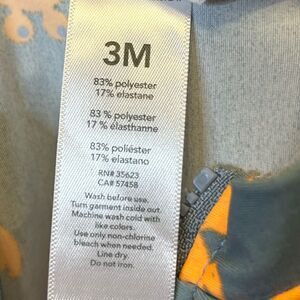 3M
83% polyester
17% elastane
83 % polyester
17 % élasthanne
83% poliéster
17% elastano
RN# 35623
CA# 57458
Wash before use.
Turn garment inside out.
Machine wash cold with
like colors.
Use only non-chlorine
bleach when needed.
Line dry.
Do not iron.